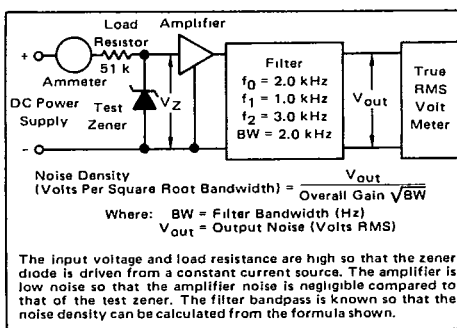 Amplifier
Load
Resistor
51 k
+
Ammeter
DC Power
Supply
Test
Zener
-
VZ
Filter
f0 = 2.0 kHz
f1 = 1.0 kHz
f2 = 3.0 kHz
BW = 2.0 kHz
Vout
True
RMS
Volt
Meter
Noise Density
(Volts Per Square Root Bandwidth) = Vout / Overall Gain √BW
Where: BW = Filter Bandwidth (Hz)
Vout = Output Noise (Volts RMS)
The input voltage and load resistance are high so that the zener
diode is driven from a constant current source. The amplifier is
low noise so that the amplifier noise is negligible compared to
that of the test zener. The filter bandpass is known so that the
noise density can be calculated from the formula shown.